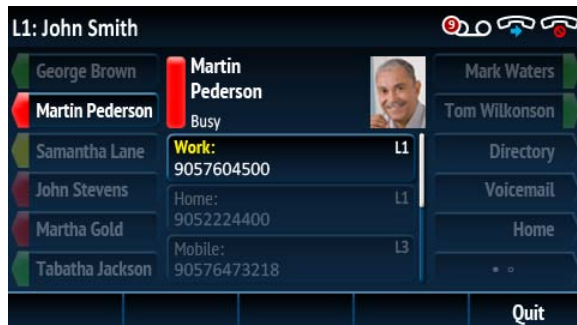 L1: John Smith
9
George Brown
Martin Pederson
Samantha Lane
John Stevens
Martha Gold
Tabatha Jackson
Martin
Pederson
Busy
Work: L1
9057604500
Home: L1
9052224400
Mobile: L3
90576473218
Mark Waters
Tom Wilkonson
Directory
Voicemail
Home
Quit